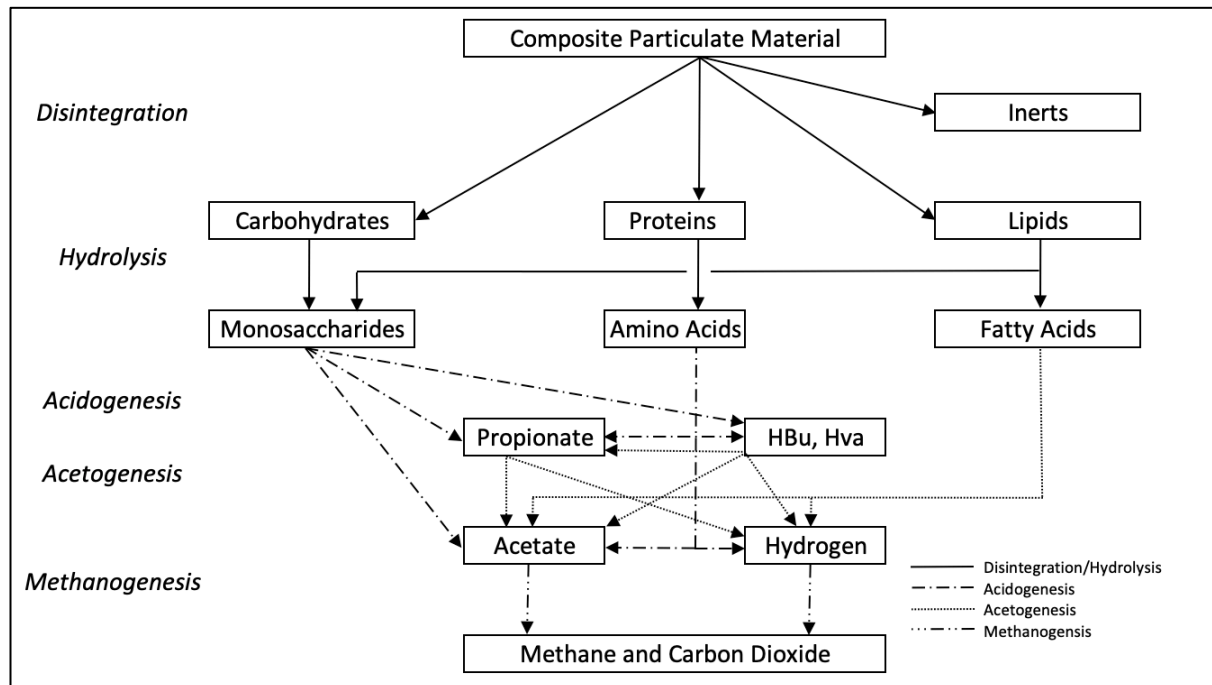 Composite Particulate Material
Disintegration
Inerts
Carbohydrates
Proteins
Lipids
Hydrolysis
Monosaccharides
Amino Acids
Fatty Acids
Acidogenesis
Propionate
HBu, Hva
Acetogenesis
Acetate
Hydrogen
Methanogenesis
Disintegration/Hydrolysis
Acidogenesis
Acetogenesis
Methanogensis
Methane and Carbon Dioxide